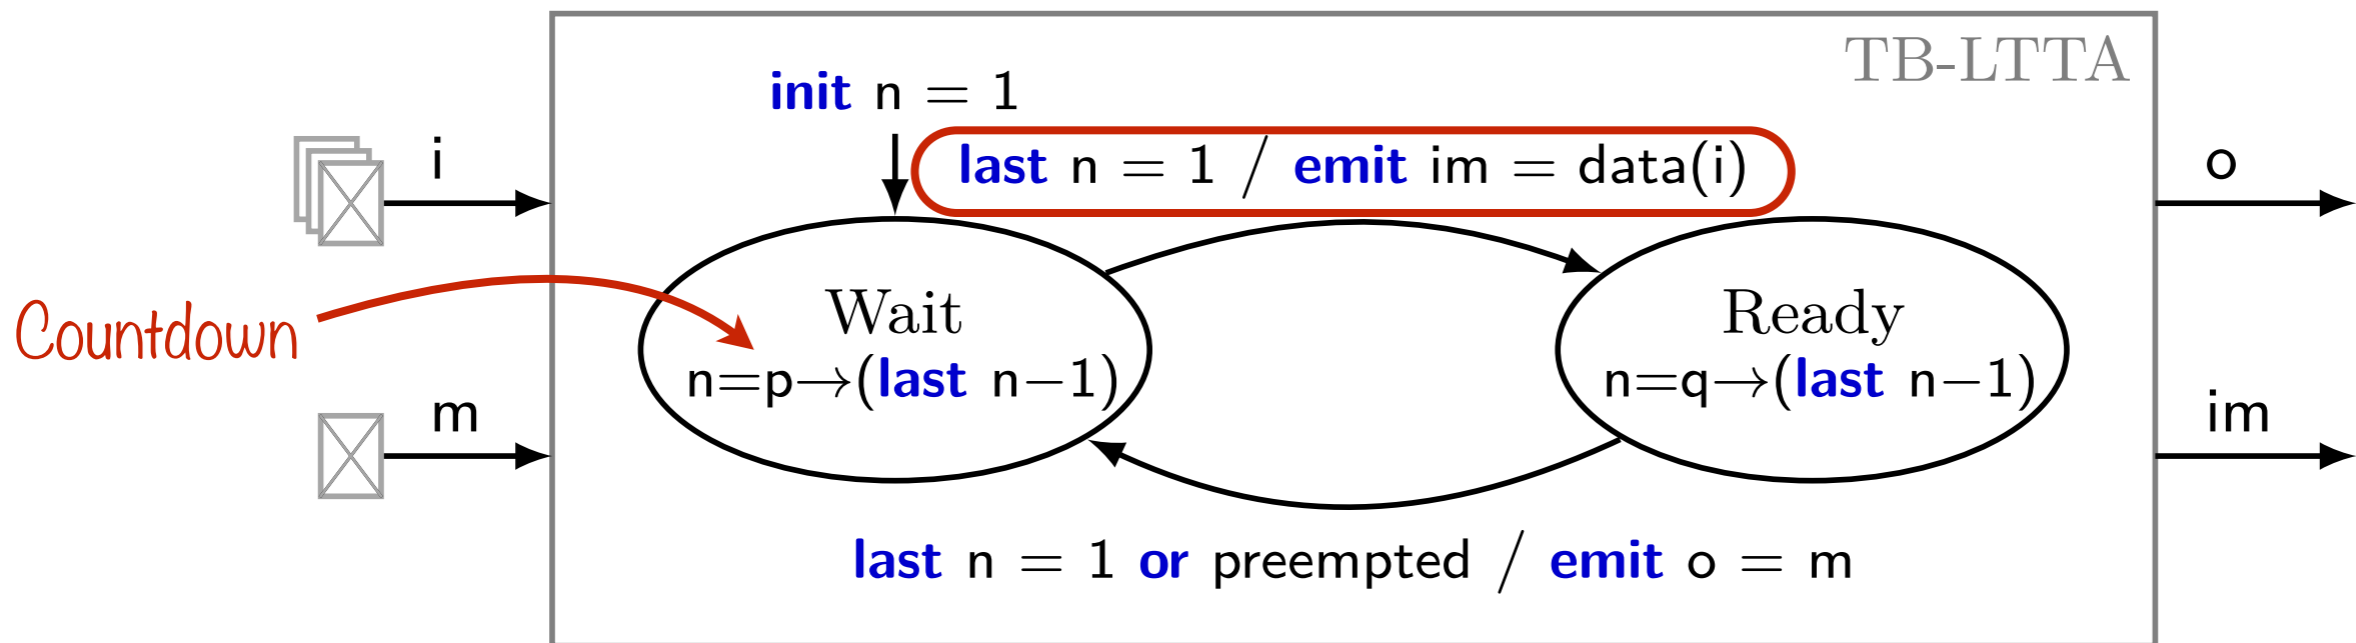 TB-LTTA
init n = 1
last n = 1 / emit im = data(i)
i
o
Countdown
Wait
n=p→(last n−1)
Ready
n=q→(last n−1)
m
im
last n = 1 or preempted / emit o = m